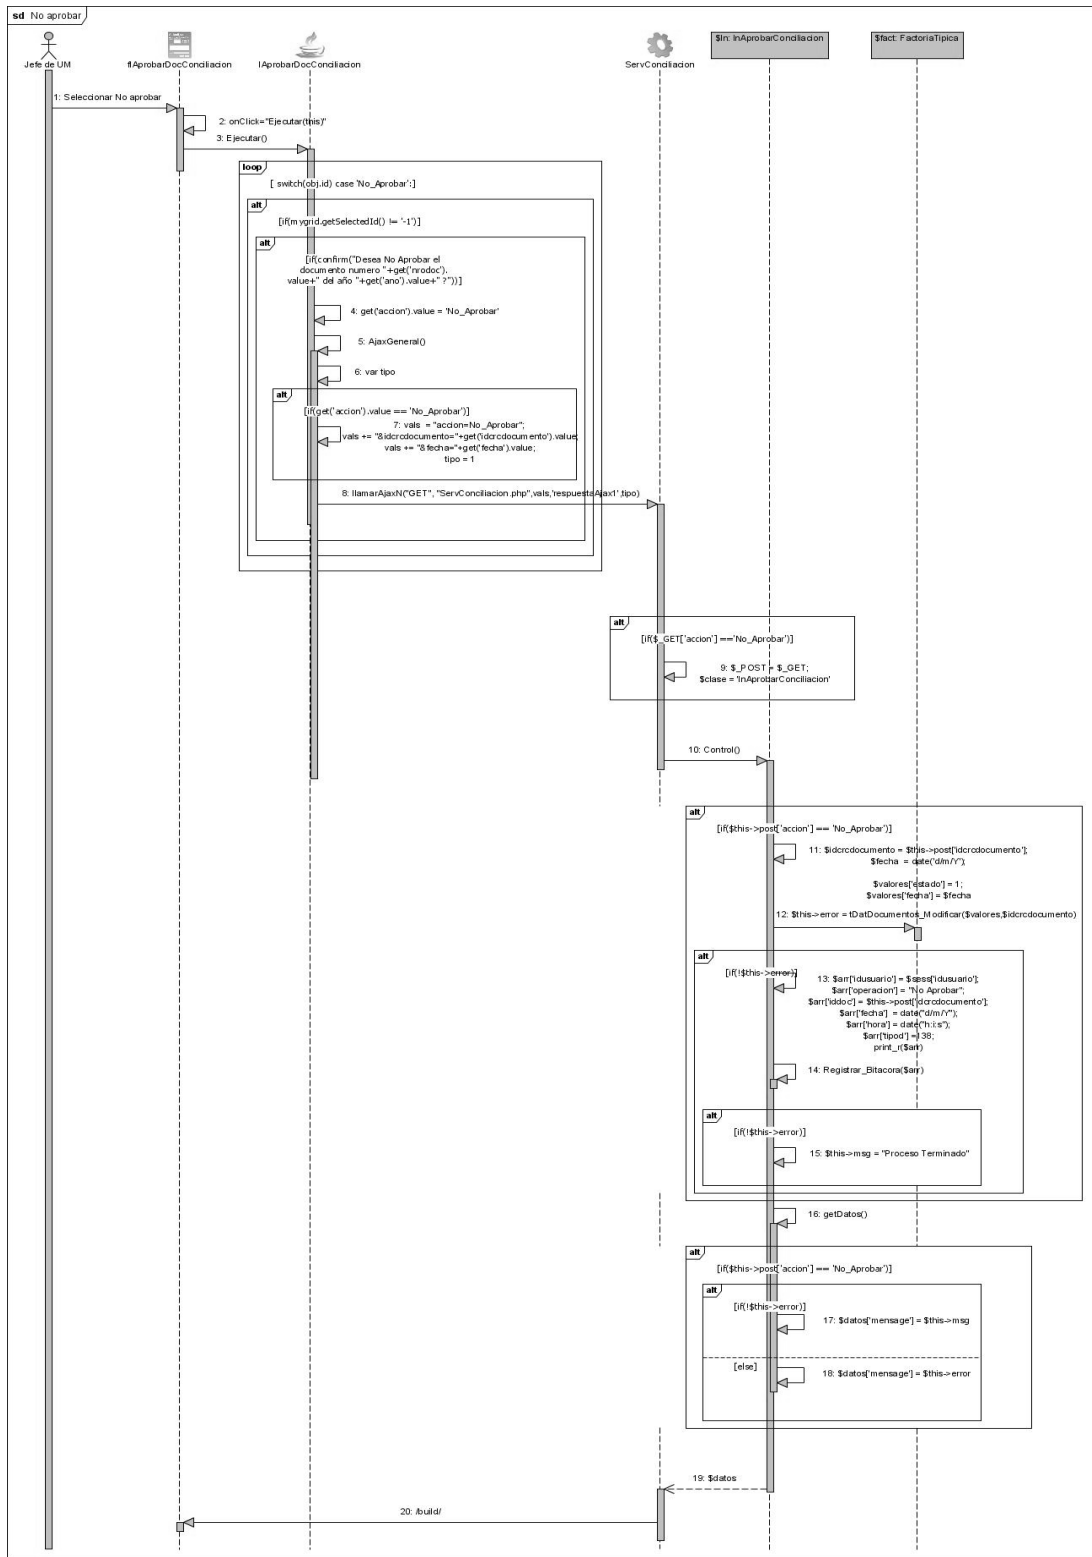 sd No aprobar
Jefe de UM
flAprobarDocConciliacion
lAprobarDocConciliacion
ServConciliacion
$ln: lnAprobarConciliacion
$fact: FactoriaTipica
1: Seleccionar No aprobar
2: onClick="Ejecutar(this)"
3: Ejecutar()
loop
[ switch(obj.id) case 'No_Aprobar':]
alt
[if(mygrid.getSelectedId() != '-1')]
alt
[if(confirm("Desea No Aprobar el
documento numero "+get('nrodoc').
value+" del año "+get('ano').value+" ?"))]
4: get('accion').value = 'No_Aprobar'
5: AjaxGeneral()
6: var tipo
alt
[if(get('accion').value == 'No_Aprobar')]
7: vals = "accion=No_Aprobar";
vals += "&idcrcdocumento="+get('idcrcdocumento').value;
vals += "&fecha="+get('fecha').value;
tipo = 1
8: llamarAjaxN("GET", "ServConciliacion.php",vals,'respuestaAjax1',tipo)
alt
[if($_GET['accion'] =='No_Aprobar')]
9: $_POST = $_GET;
$clase = 'lnAprobarConciliacion'
10: Control()
alt
[if($this->post['accion'] == 'No_Aprobar')]
11: $idcrcdocumento = $this->post['idcrcdocumento'];
$fecha = date('d/m/Y');
$valores['estado'] = 1;
$valores['fecha'] = $fecha
12: $this->error = tDatDocumentos_Modificar($valores,$idcrcdocumento)
alt
[if(!$this->error)]
13: $arr['idusuario'] = $sess['idusuario'];
$arr['operacion'] = "No Aprobar";
$arr['iddoc'] = $this->post['idcrcdocumento'];
$arr['fecha'] = date("d/m/Y");
$arr['hora'] = date("h:i:s");
$arr['tipod'] =138;
print_r($arr)
14: Registrar_Bitacora($arr)
alt
[if(!$this->error)]
15: $this->msg = "Proceso Terminado"
16: getDatos()
alt
[if($this->post['accion'] == 'No_Aprobar')]
alt
[if(!$this->error)]
17: $datos['mensage'] = $this->msg
[else]
18: $datos['mensage'] = $this->error
19: $datos
20: /build/